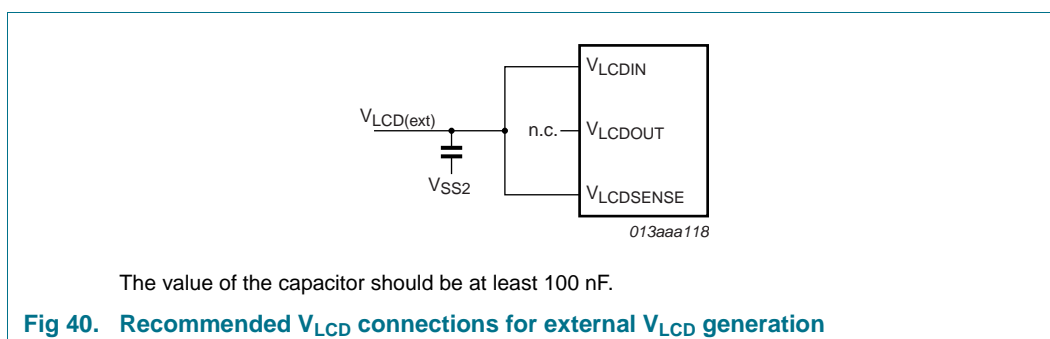 VLCDIN
VLCD(ext)
n.c.
VLCDOUT
VSS2
VLCDSENSE
013aaa118
The value of the capacitor should be at least 100 nF.
Fig 40. Recommended VLCD connections for external VLCD generation